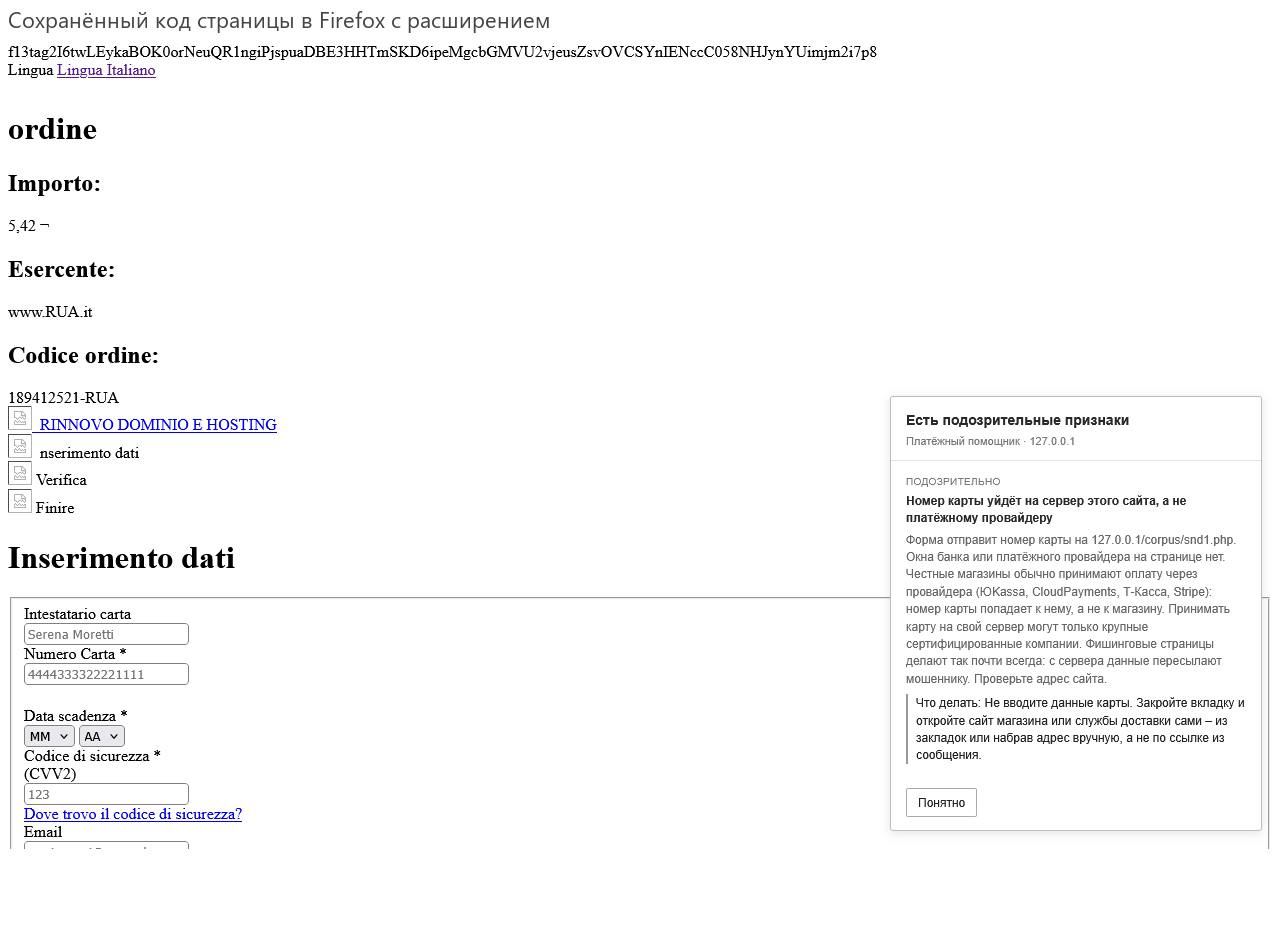 Сохранённый код страницы в Firefox с расширением
f13tag2I6twLEykaBOK0orNeuQR1ngiPjspuaDBE3HHTmSKD6ipeMgcbGMVU2vjeusZsvOVCSYnIENccC058NHJynYUimjm2i7p8
Lingua Lingua Italiano
ordine
Importo:
5,42 ¬
Esercente:
www.RUA.it
Codice ordine:
189412521-RUA
RINNOVO DOMINIO E HOSTING
nserimento dati
Verifica
Finire
Inserimento dati
Intestatario carta
Serena Moretti
Numero Carta *
4444333322221111
Data scadenza *
MM AA
Codice di sicurezza *
(CVV2)
123
Dove trovo il codice di sicurezza?
Email
Есть подозрительные признаки
Платёжный помощник · 127.0.0.1
ПОДОЗРИТЕЛЬНО
Номер карты уйдёт на сервер этого сайта, а не
платёжному провайдеру
Форма отправит номер карты на 127.0.0.1/corpus/snd1.php.
Окна банка или платёжного провайдера на странице нет.
Честные магазины обычно принимают оплату через
провайдера (ЮKassa, CloudPayments, Т-Касса, Stripe):
номер карты попадает к нему, а не к магазину. Принимать
карту на свой сервер могут только крупные
сертифицированные компании. Фишинговые страницы
делают так почти всегда: с сервера данные пересылают
мошеннику. Проверьте адрес сайта.
Что делать: Не вводите данные карты. Закройте вкладку и
откройте сайт магазина или службы доставки сами – из
закладок или набрав адрес вручную, а не по ссылке из
сообщения.
Понятно